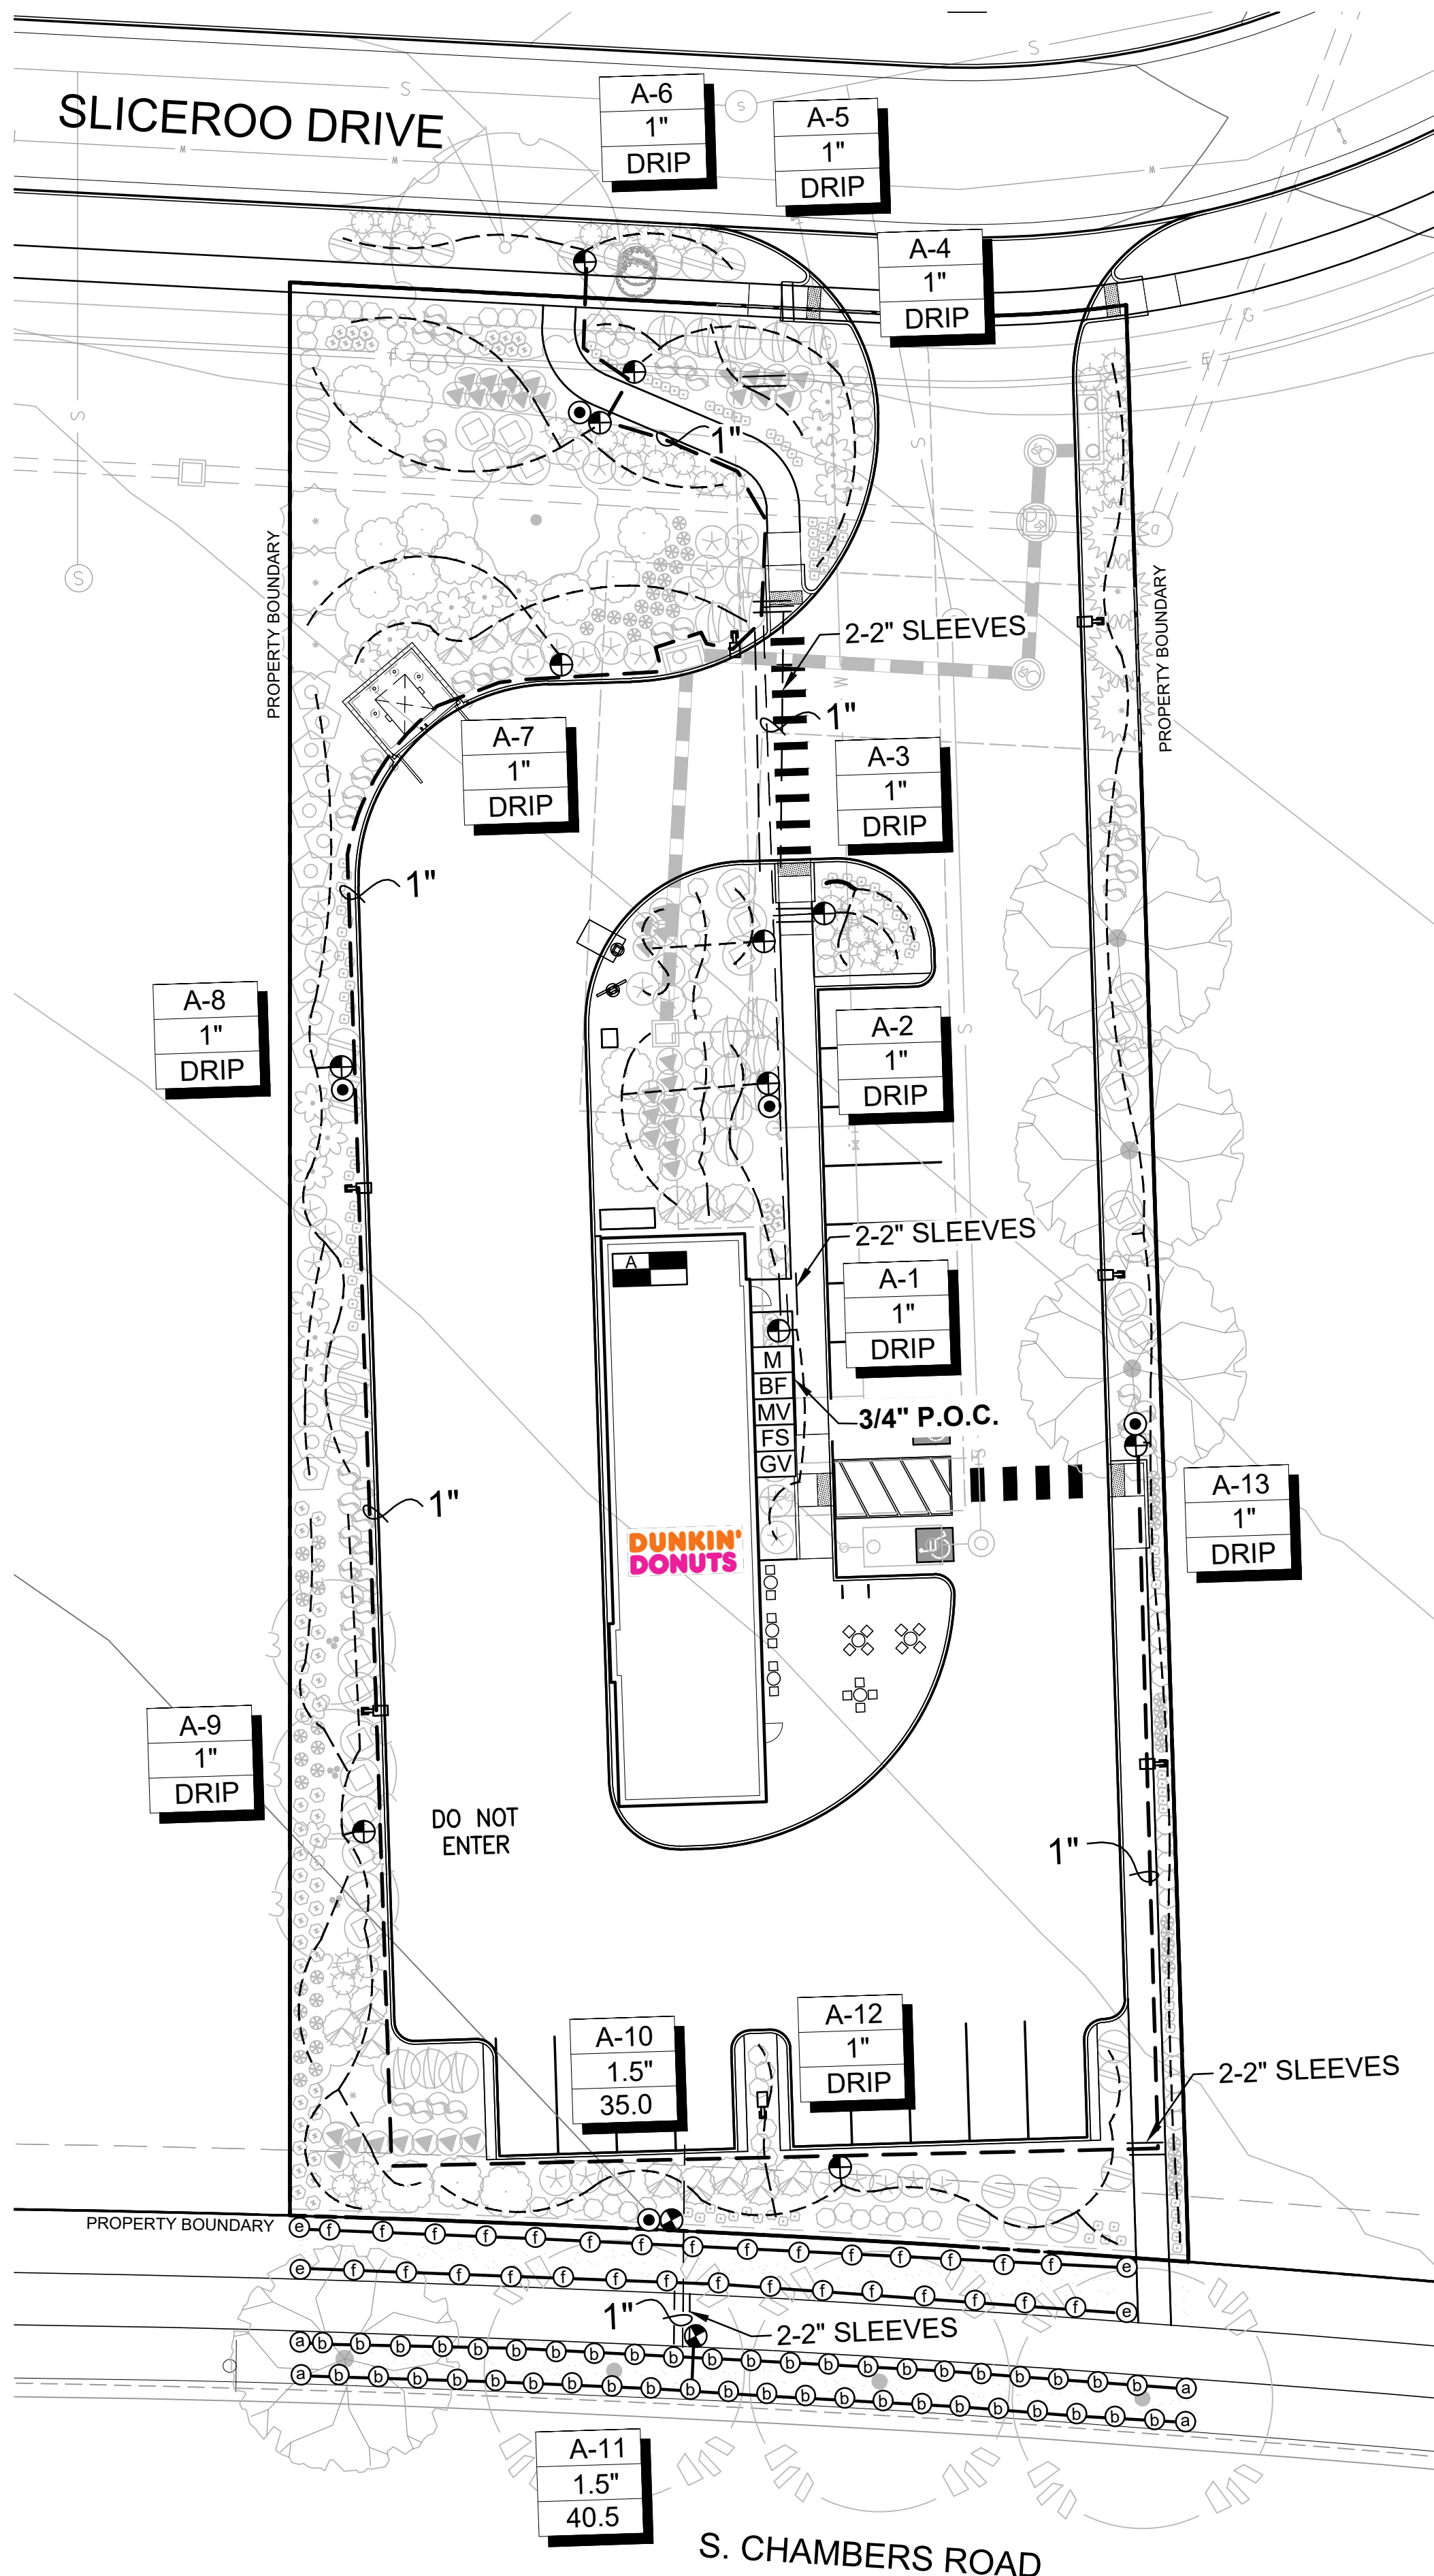 SLICEROO DRIVE
A-6
1"
DRIP
A-5
1"
DRIP
A-4
1"
DRIP
1"
PROPERTY BOUNDARY
PROPERTY BOUNDARY
2-2" SLEEVES
1"
A-7
1"
DRIP
A-3
1"
DRIP
1"
A-8
1"
DRIP
A-2
1"
DRIP
2-2" SLEEVES
A
A-1
1"
DRIP
M
BF
MV
FS
GV
3/4" P.O.C.
1"
A-13
1"
DRIP
DUNKIN'
DONUTS
A-9
1"
DRIP
DO NOT
ENTER
1"
A-10
1.5"
35.0
A-12
1"
DRIP
2-2" SLEEVES
PROPERTY BOUNDARY
e f f f f f f f f f f f f f f f e
e f f f f f f f f f f f f f f f e
1"
2-2" SLEEVES
a b b b b b b b b b b b b b b b b b b b b b b a
a b b b b b b b b b b b b b b b b b b b b b b a
A-11
1.5"
40.5
S. CHAMBERS ROAD